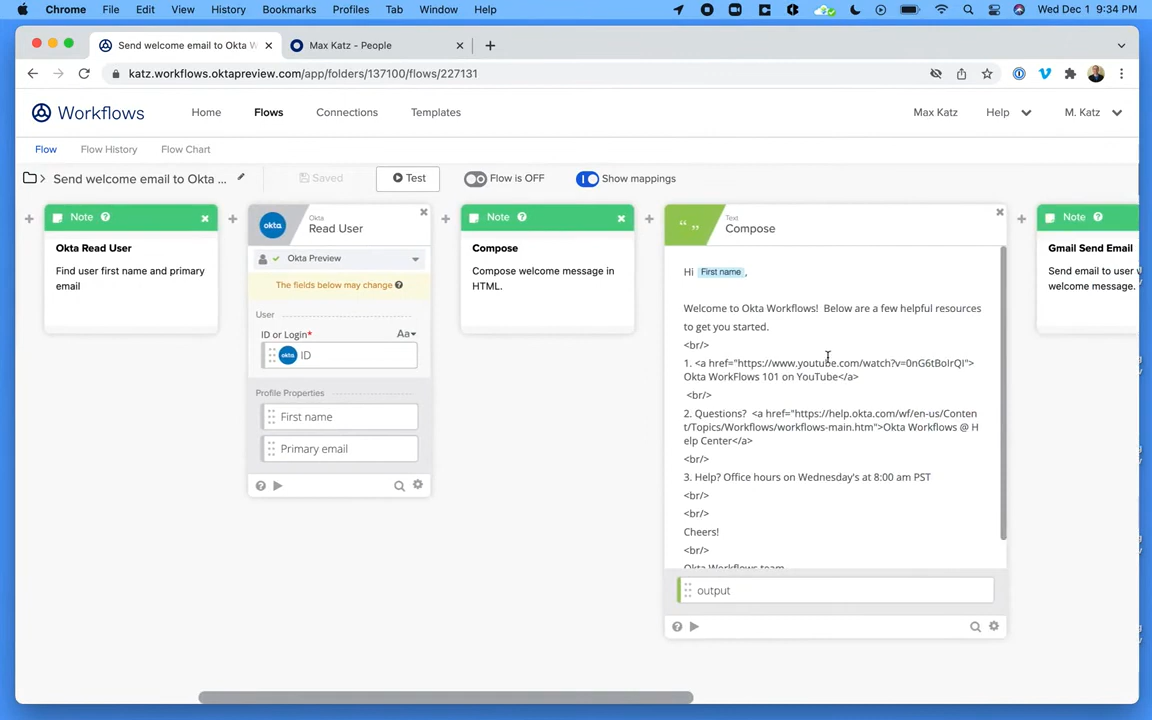 Chrome File Edit View History Bookmarks Profiles Tab Window Help Wed Dec 1 9:34 PM
Send welcome email to Okta W Max Katz - People
katz.workflows.oktapreview.com/app/folders/137100/flows/227131
Workflows Home Flows Connections Templates Max Katz Help M. Katz
Flow Flow History Flow Chart
Send welcome email to Okta ... Saved Test Flow is OFF Show mappings
Note
Okta Read User
Find user first name and primary
email
okta
Okta
Read User
Okta Preview
The fields below may change
User
ID or Login* Aa
okta ID
Profile Properties
First name
Primary email
Note
Compose
Compose welcome message in
HTML.
Text
Compose
Hi First name,
Welcome to Okta Workflows!  Below are a few helpful resources
to get you started.
<br/>
1. <a href="https://www.youtube.com/watch?v=0nG6tBoIrQI">
Okta WorkFlows 101 on YouTube</a>
<br/>
2. Questions?  <a href="https://help.okta.com/wf/en-us/Conten
t/Topics/Workflows/workflows-main.htm">Okta Workflows @ H
elp Center</a>
<br/>
3. Help? Office hours on Wednesday's at 8:00 am PST
<br/>
<br/>
Cheers!
<br/>
Okta Workflows team
output
Note
Gmail Send Email
Send email to user
welcome message.